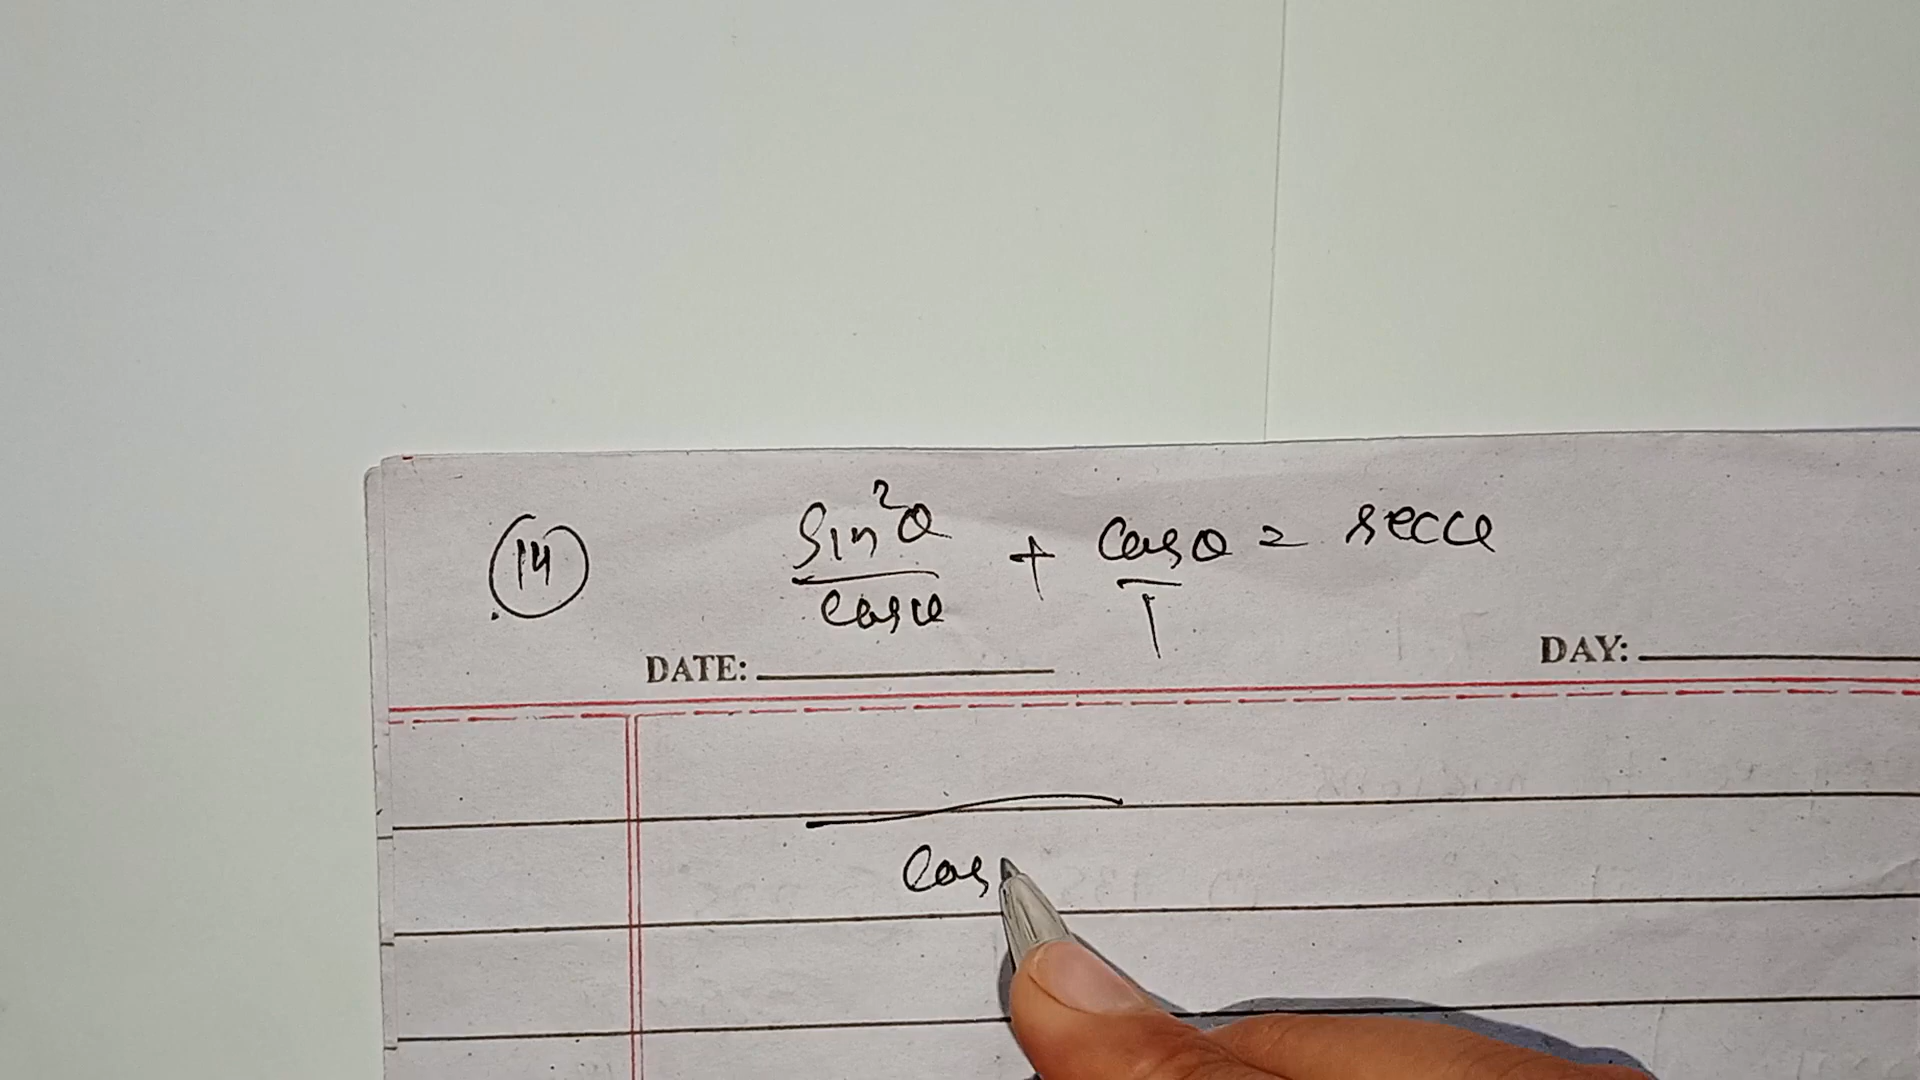 14 sin²θ/cosθ + cosθ/1 = secθ
DATE: DAY:
cos